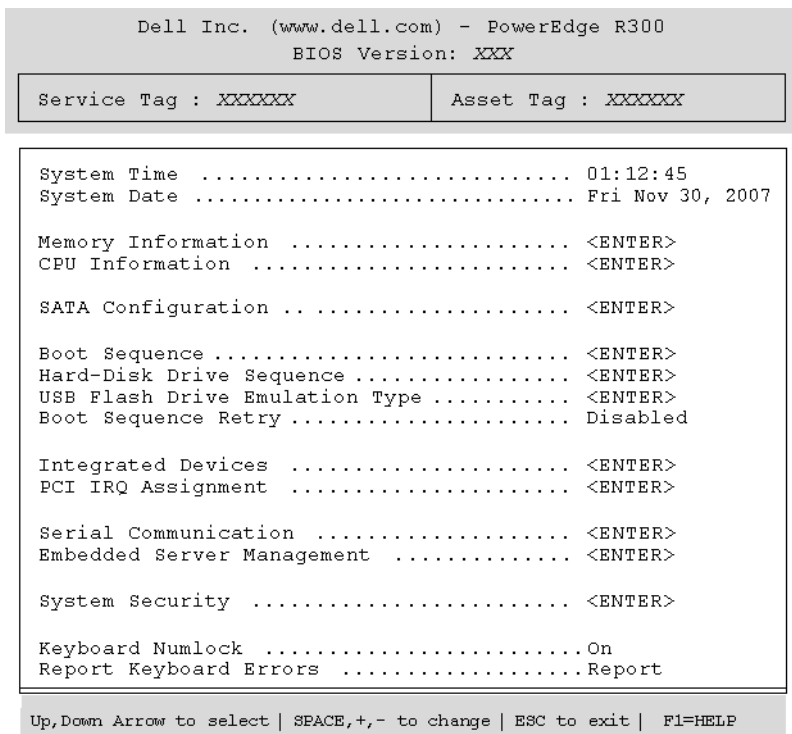 Dell Inc. (www.dell.com) - PowerEdge R300
BIOS Version: XXX
Service Tag : XXXXXX | Asset Tag : XXXXXX
System Time ............................. 01:12:45
System Date .............................. Fri Nov 30, 2007
Memory Information ...................... <ENTER>
CPU Information ......................... <ENTER>
SATA Configuration .. .................... <ENTER>
Boot Sequence ............................ <ENTER>
Hard-Disk Drive Sequence ................. <ENTER>
USB Flash Drive Emulation Type ........... <ENTER>
Boot Sequence Retry ...................... Disabled
Integrated Devices ...................... <ENTER>
PCI IRQ Assignment ...................... <ENTER>
Serial Communication .................... <ENTER>
Embedded Server Management .............. <ENTER>
System Security ......................... <ENTER>
Keyboard Numlock .........................On
Report Keyboard Errors ...................Report
Up,Down Arrow to select | SPACE,+,- to change | ESC to exit | F1=HELP